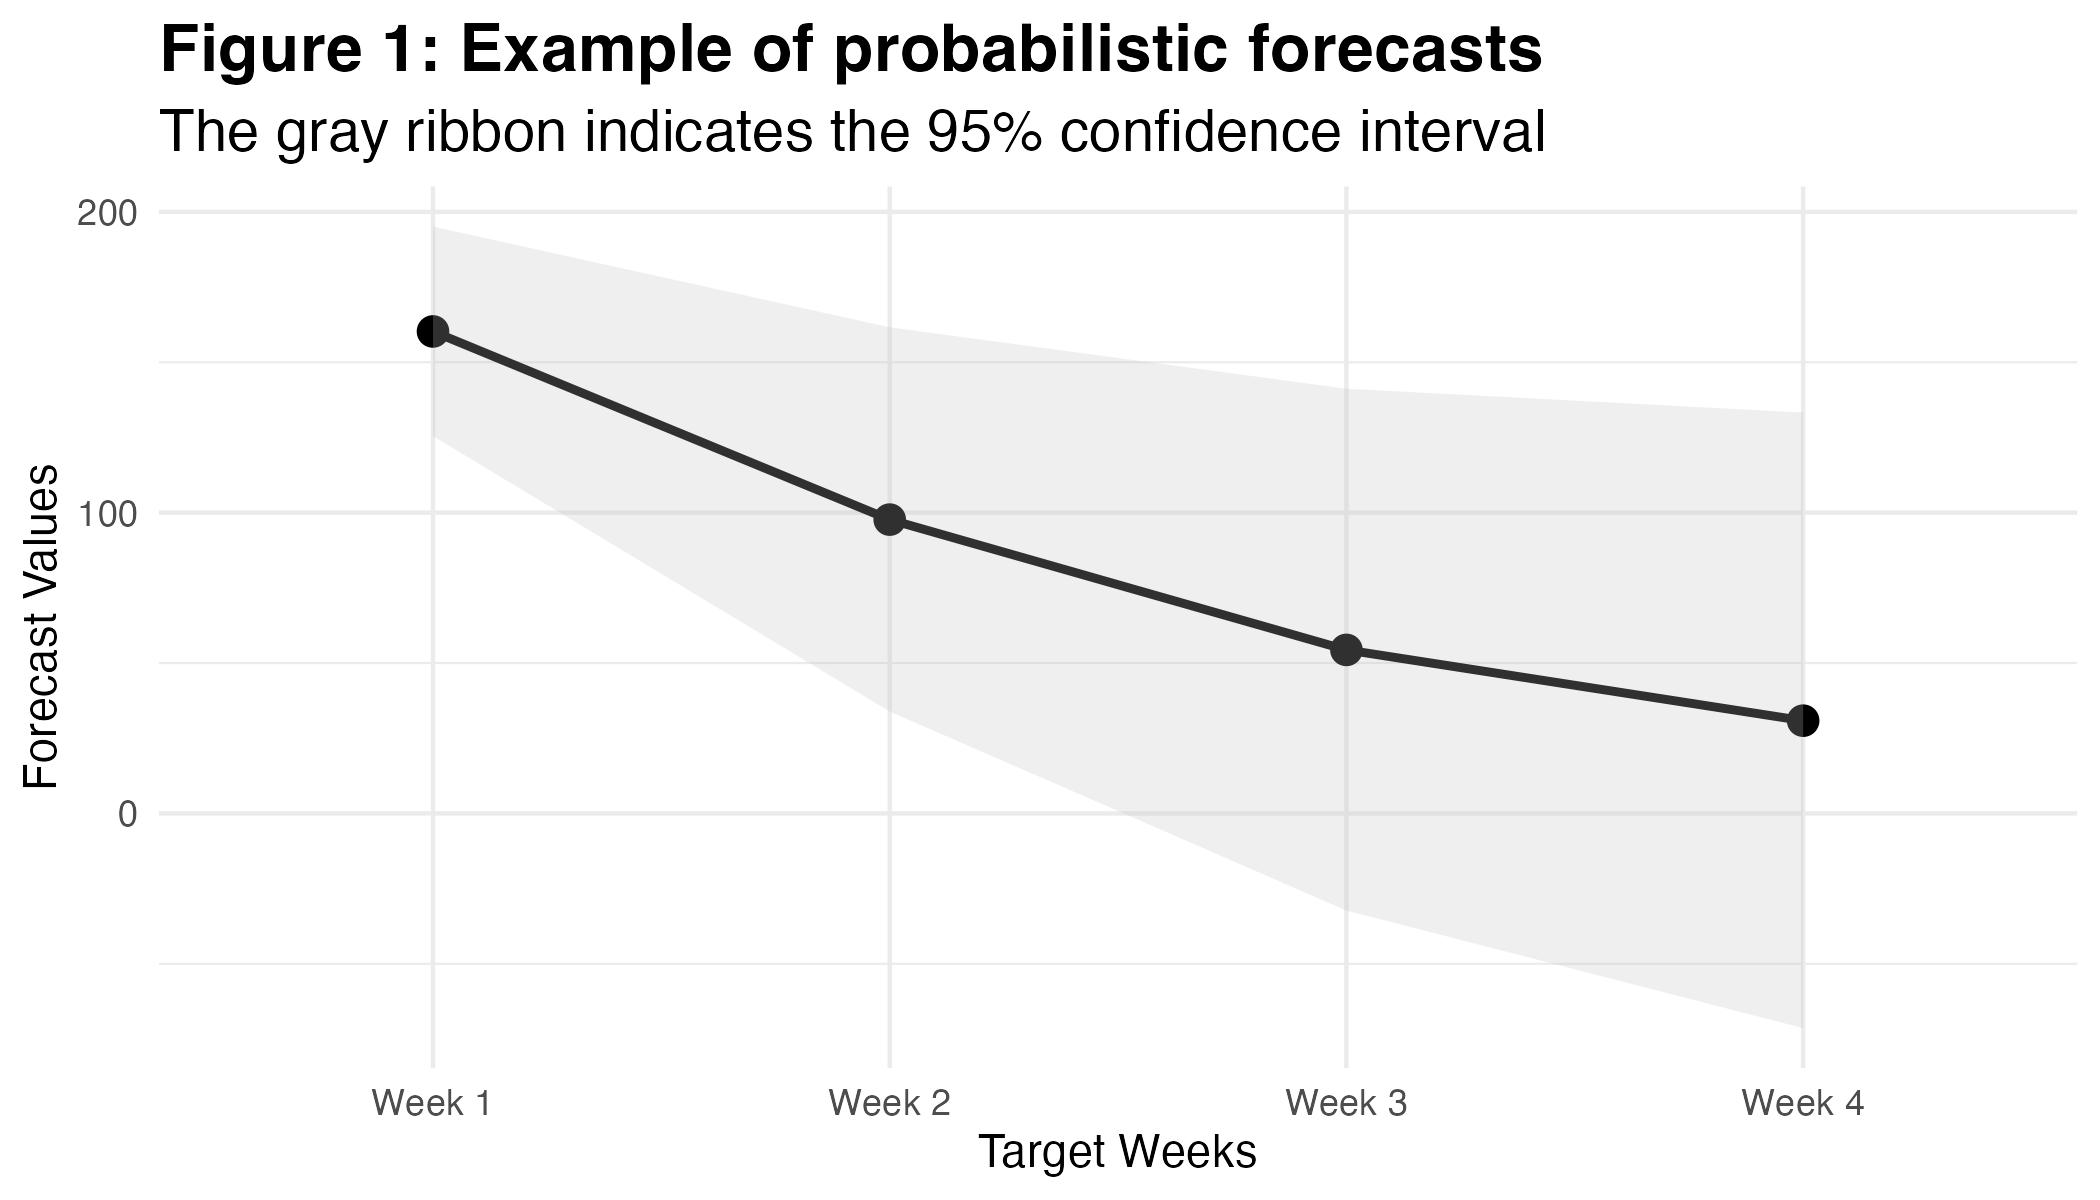 Figure 1: Example of probabilistic forecasts
The gray ribbon indicates the 95% confidence interval
200
100
0
Forecast Values
Week 1
Week 2
Week 3
Week 4
Target Weeks